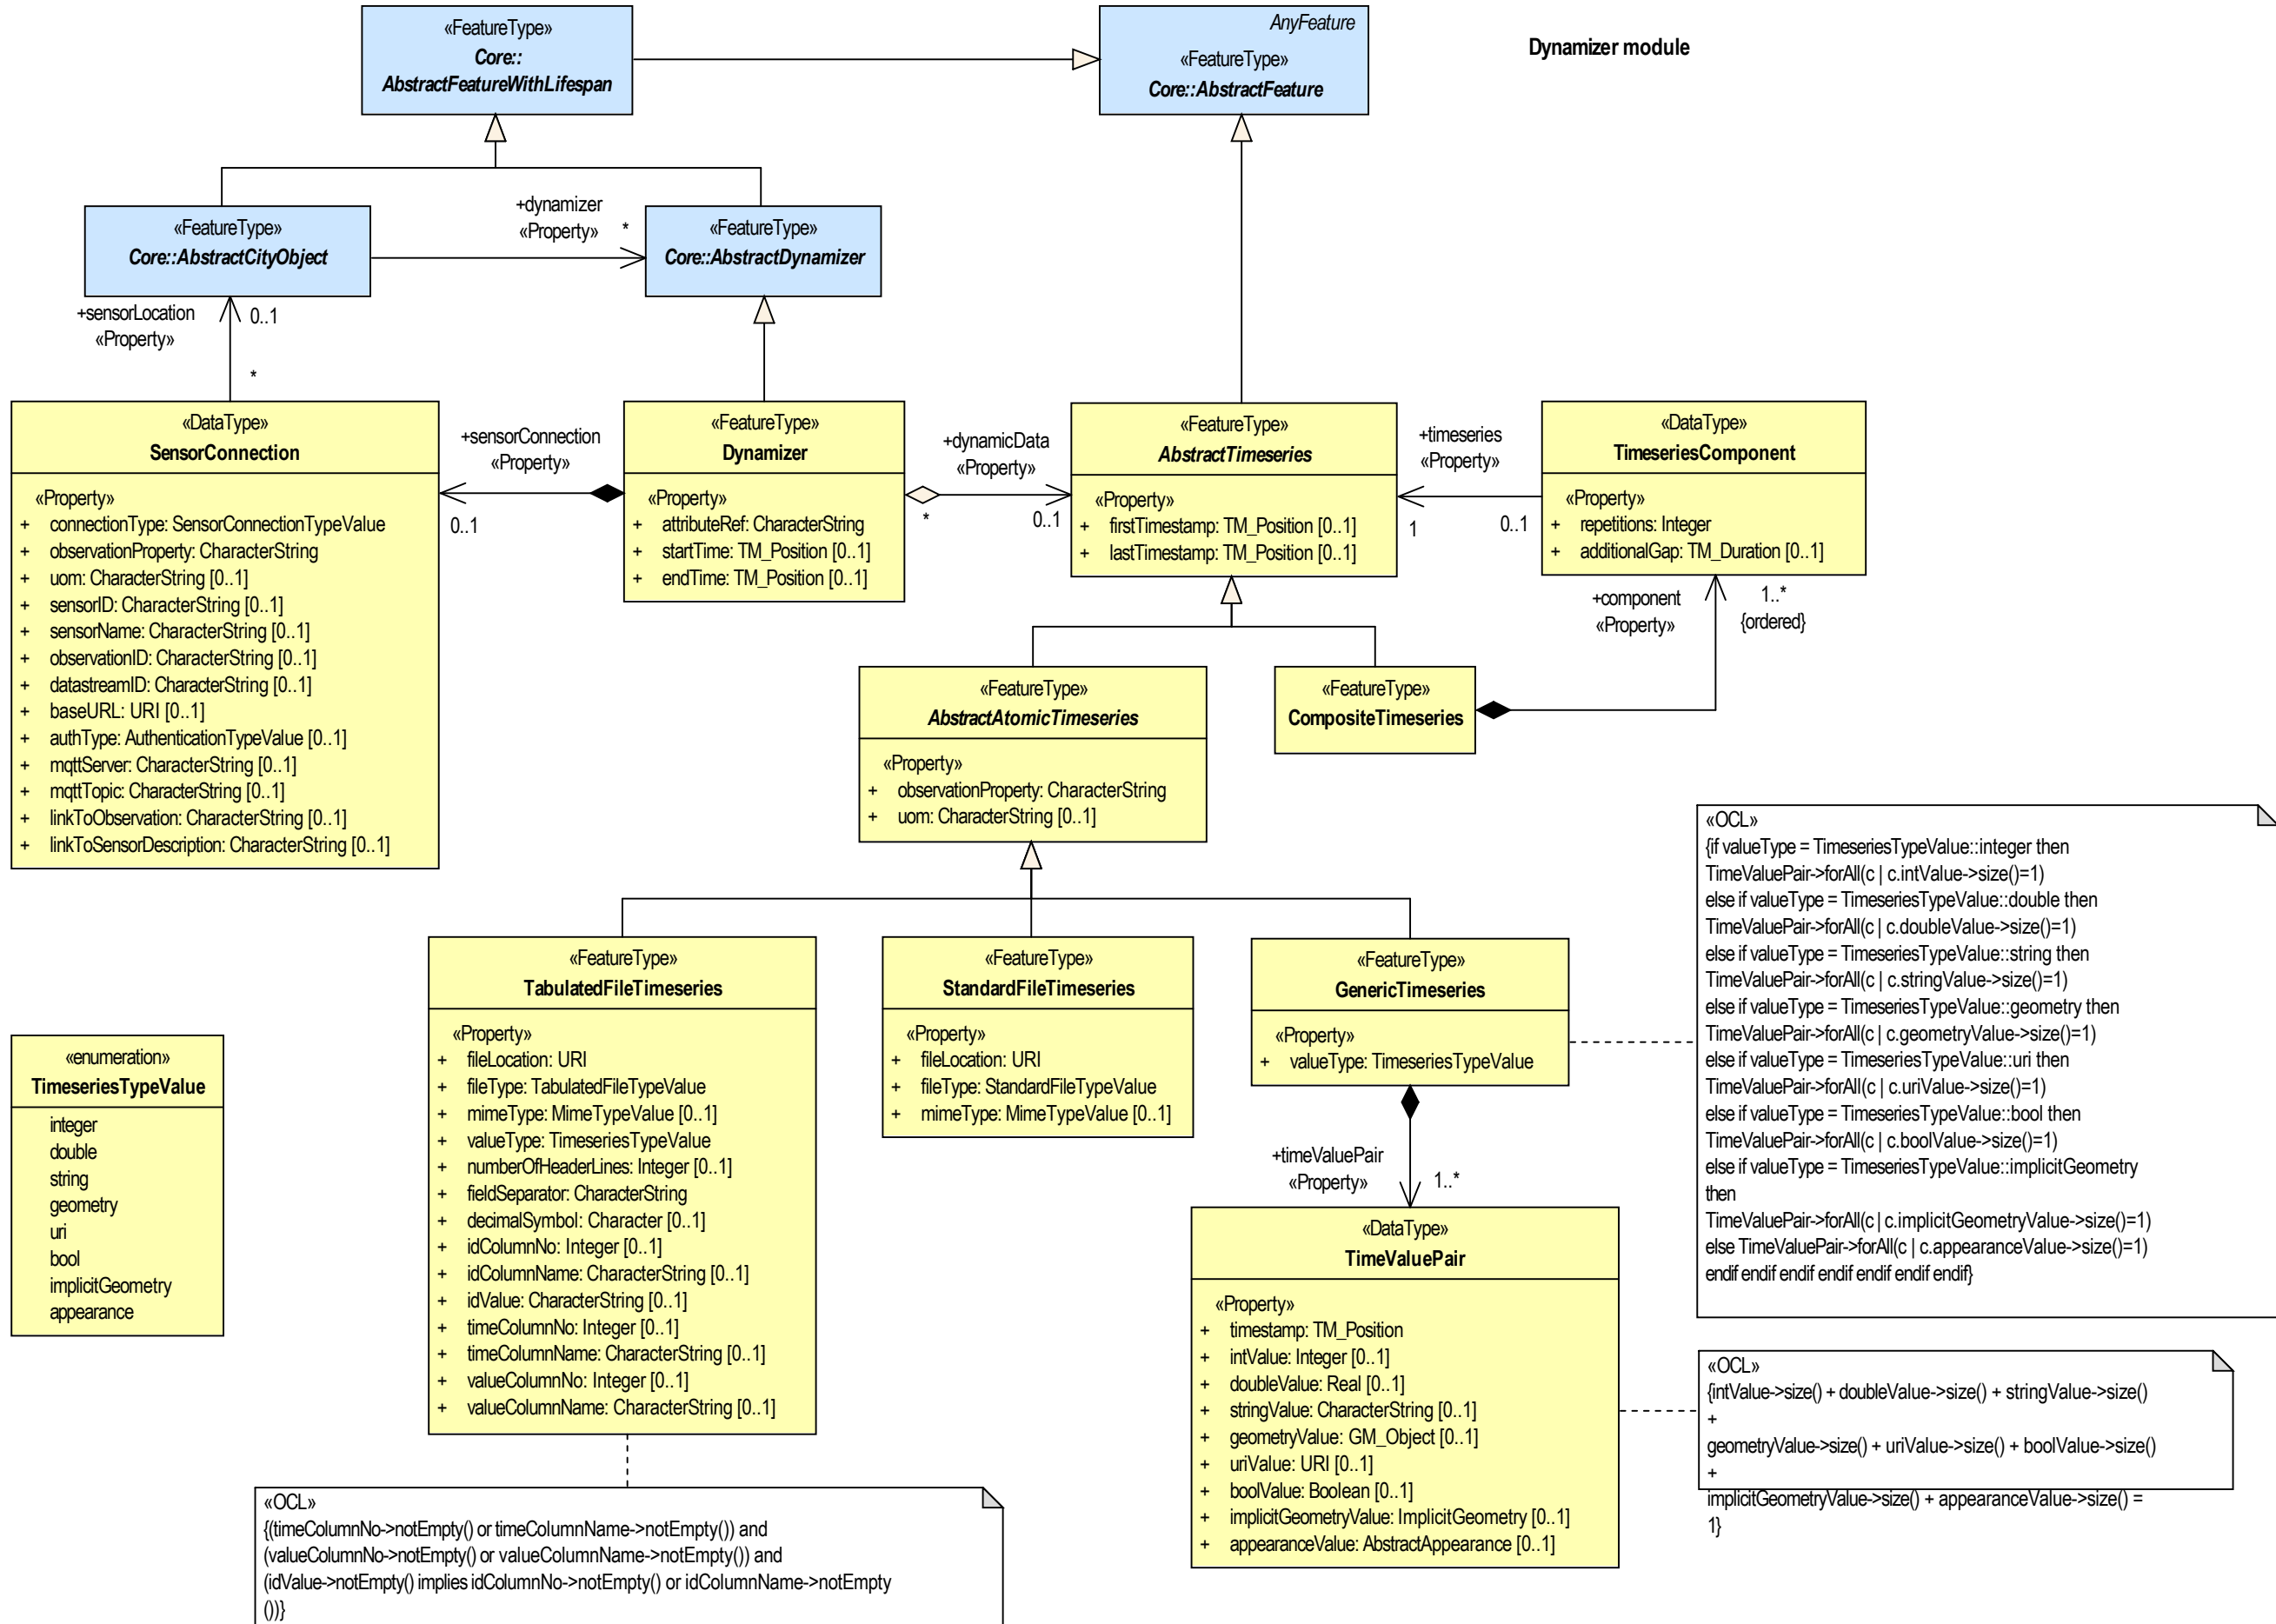 Dynamizer module
«FeatureType»
Core::
AbstractFeatureWithLifespan
AnyFeature
«FeatureType»
Core::AbstractFeature
«FeatureType»
Core::AbstractCityObject
+dynamizer
«Property»
*
«FeatureType»
Core::AbstractDynamizer
+sensorLocation
«Property»
0..1
*
«DataType»
SensorConnection
«Property»
+ connectionType: SensorConnectionTypeValue
+ observationProperty: CharacterString
+ uom: CharacterString [0..1]
+ sensorID: CharacterString [0..1]
+ sensorName: CharacterString [0..1]
+ observationID: CharacterString [0..1]
+ datastreamID: CharacterString [0..1]
+ baseURL: URI [0..1]
+ authType: AuthenticationTypeValue [0..1]
+ mqttServer: CharacterString [0..1]
+ mqttTopic: CharacterString [0..1]
+ linkToObservation: CharacterString [0..1]
+ linkToSensorDescription: CharacterString [0..1]
+sensorConnection
«Property»
0..1
«FeatureType»
Dynamizer
«Property»
+ attributeRef: CharacterString
+ startTime: TM_Position [0..1]
+ endTime: TM_Position [0..1]
+dynamicData
«Property»
*
0..1
«FeatureType»
AbstractTimeseries
«Property»
+ firstTimestamp: TM_Position [0..1]
+ lastTimestamp: TM_Position [0..1]
+timeseries
«Property»
1
0..1
«DataType»
TimeseriesComponent
«Property»
+ repetitions: Integer
+ additionalGap: TM_Duration [0..1]
+component
«Property»
1..*
{ordered}
«FeatureType»
AbstractAtomicTimeseries
«Property»
+ observationProperty: CharacterString
+ uom: CharacterString [0..1]
«FeatureType»
CompositeTimeseries
«OCL»
{if valueType = TimeseriesTypeValue::integer then
TimeValuePair->forAll(c | c.intValue->size()=1)
else if valueType = TimeseriesTypeValue::double then
TimeValuePair->forAll(c | c.doubleValue->size()=1)
else if valueType = TimeseriesTypeValue::string then
TimeValuePair->forAll(c | c.stringValue->size()=1)
else if valueType = TimeseriesTypeValue::geometry then
TimeValuePair->forAll(c | c.geometryValue->size()=1)
else if valueType = TimeseriesTypeValue::uri then
TimeValuePair->forAll(c | c.uriValue->size()=1)
else if valueType = TimeseriesTypeValue::bool then
TimeValuePair->forAll(c | c.boolValue->size()=1)
else if valueType = TimeseriesTypeValue::implicitGeometry
then
TimeValuePair->forAll(c | c.implicitGeometryValue->size()=1)
else TimeValuePair->forAll(c | c.appearanceValue->size()=1)
endif endif endif endif endif endif endif}
«FeatureType»
TabulatedFileTimeseries
«Property»
+ fileLocation: URI
+ fileType: TabulatedFileTypeValue
+ mimeType: MimeTypeValue [0..1]
+ valueType: TimeseriesTypeValue
+ numberOfHeaderLines: Integer [0..1]
+ fieldSeparator: CharacterString
+ decimalSymbol: Character [0..1]
+ idColumnNo: Integer [0..1]
+ idColumnName: CharacterString [0..1]
+ idValue: CharacterString [0..1]
+ timeColumnNo: Integer [0..1]
+ timeColumnName: CharacterString [0..1]
+ valueColumnNo: Integer [0..1]
+ valueColumnName: CharacterString [0..1]
«FeatureType»
StandardFileTimeseries
«Property»
+ fileLocation: URI
+ fileType: StandardFileTypeValue
+ mimeType: MimeTypeValue [0..1]
«FeatureType»
GenericTimeseries
«Property»
+ valueType: TimeseriesTypeValue
«enumeration»
TimeseriesTypeValue
integer
double
string
geometry
uri
bool
implicitGeometry
appearance
+timeValuePair
«Property»
1..*
«DataType»
TimeValuePair
«Property»
+ timestamp: TM_Position
+ intValue: Integer [0..1]
+ doubleValue: Real [0..1]
+ stringValue: CharacterString [0..1]
+ geometryValue: GM_Object [0..1]
+ uriValue: URI [0..1]
+ boolValue: Boolean [0..1]
+ implicitGeometryValue: ImplicitGeometry [0..1]
+ appearanceValue: AbstractAppearance [0..1]
«OCL»
{intValue->size() + doubleValue->size() + stringValue->size()
+
geometryValue->size() + uriValue->size() + boolValue->size()
+
implicitGeometryValue->size() + appearanceValue->size() =
1}
«OCL»
{(timeColumnNo->notEmpty() or timeColumnName->notEmpty()) and
(valueColumnNo->notEmpty() or valueColumnName->notEmpty()) and
(idValue->notEmpty() implies idColumnNo->notEmpty() or idColumnName->notEmpty
())}